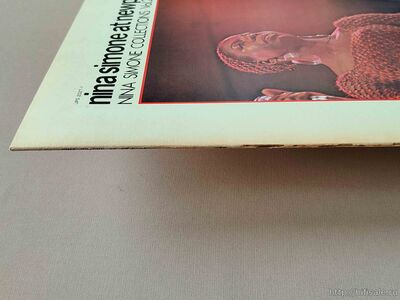 nina simone at newp
NINA SIMONE COLLECTIONS Vol.